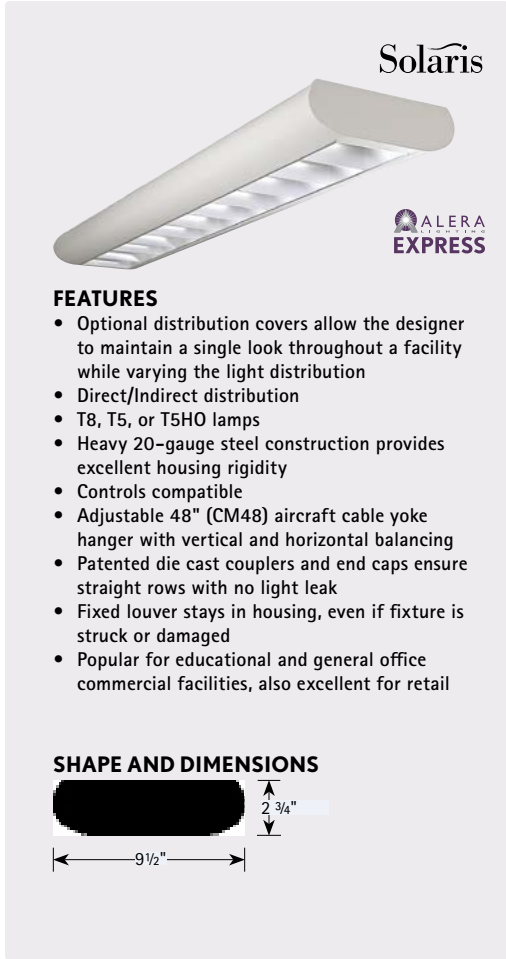 Solaris
ALERA
LIGHTING
EXPRESS
FEATURES
• Optional distribution covers allow the designer
to maintain a single look throughout a facility
while varying the light distribution
• Direct/Indirect distribution
• T8, T5, or T5HO lamps
• Heavy 20-gauge steel construction provides
excellent housing rigidity
• Controls compatible
• Adjustable 48" (CM48) aircraft cable yoke
hanger with vertical and horizontal balancing
• Patented die cast couplers and end caps ensure
straight rows with no light leak
• Fixed louver stays in housing, even if fixture is
struck or damaged
• Popular for educational and general office
commercial facilities, also excellent for retail
SHAPE AND DIMENSIONS
2 3/4"
9 1/2"